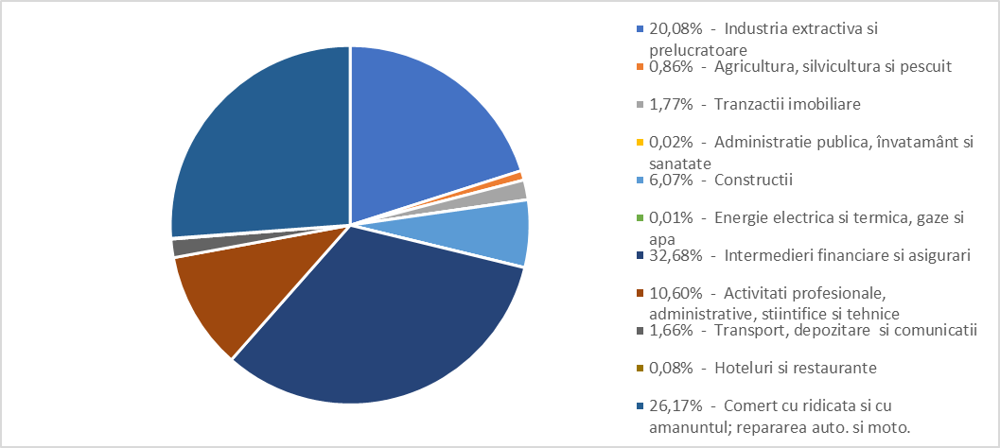 20,08%  -  Industria extractiva si
prelucratoare
0,86%  -  Agricultura, silvicultura si pescuit
1,77%  -  Tranzactii imobiliare
0,02%  -  Administratie publica, învatamânt si
sanatate
6,07%  -  Constructii
0,01%  -  Energie electrica si termica, gaze si
apa
32,68%  -  Intermedieri financiare si asigurari
10,60%  -  Activitati profesionale,
administrative, stiintifice si tehnice
1,66%  -  Transport, depozitare  si comunicatii
0,08%  -  Hoteluri si restaurante
26,17%  -  Comert cu ridicata si cu
amanuntul; repararea auto. si moto.